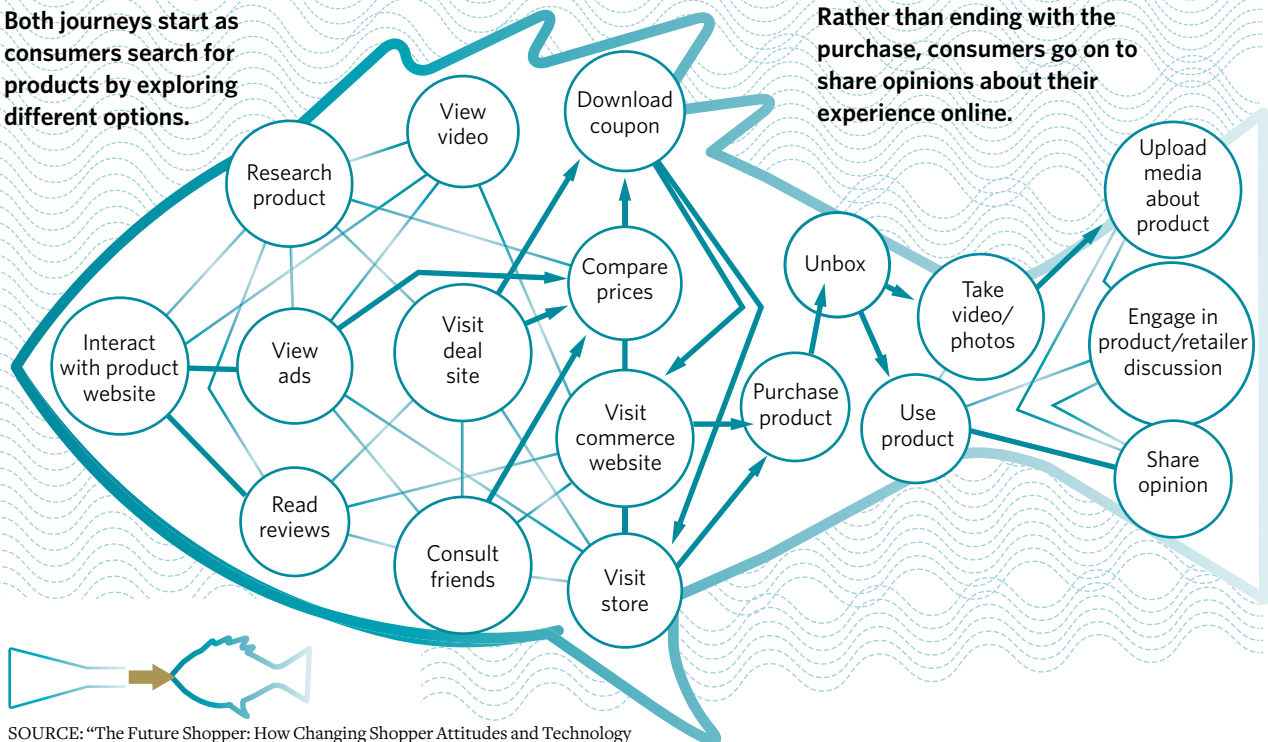 Both journeys start as
consumers search for
products by exploring
different options.
Rather than ending with the
purchase, consumers go on to
share opinions about their
experience online.
View
video
Download
coupon
Research
product
Upload
media
about
product
Compare
prices
Unbox
Take
video/
photos
Interact
with product
website
View
ads
Visit
deal
site
Engage in
product/retailer
discussion
Purchase
product
Visit
commerce
website
Use
product
Share
opinion
Read
reviews
Consult
friends
Visit
store
SOURCE: “The Future Shopper: How Changing Shopper Attitudes and Technology